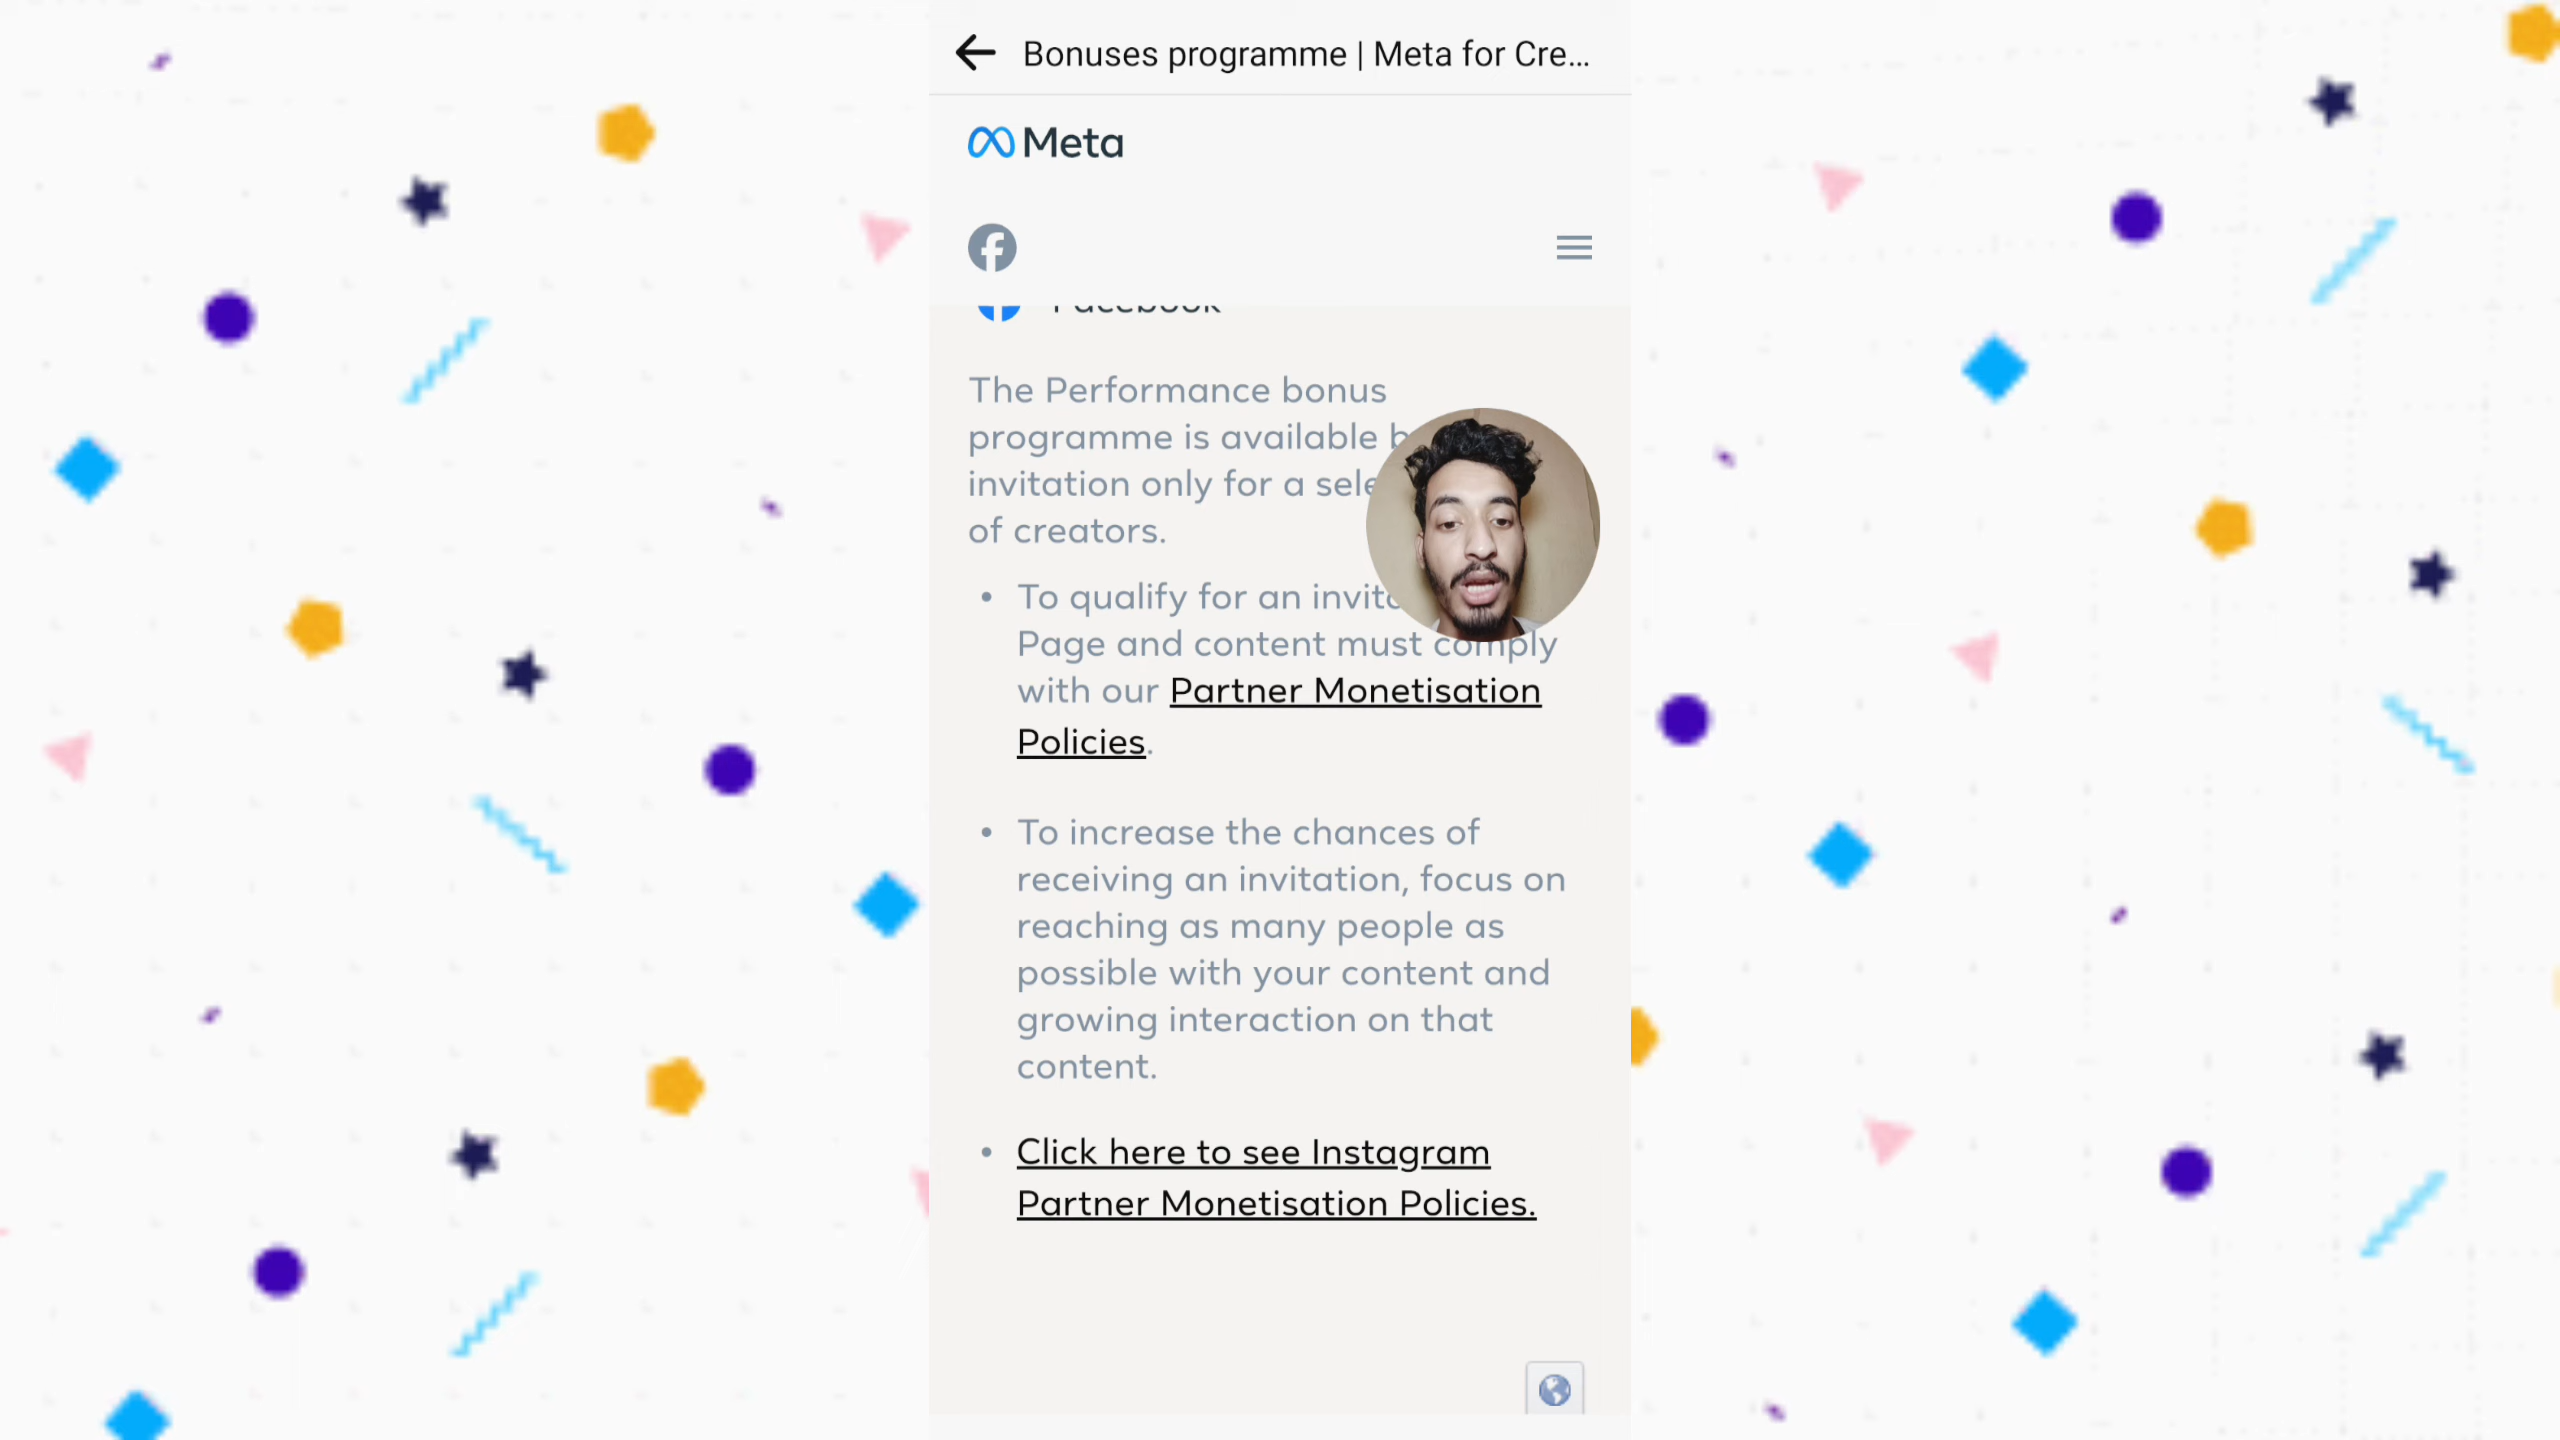 Bonuses programme | Meta for Cre...
Meta
Facebook
The Performance bonus
programme is available
invitation only for a
of creators.
• To qualify for an
Page and content must comply
with our Partner Monetisation
Policies.
• To increase the chances of
receiving an invitation, focus on
reaching as many people as
possible with your content and
growing interaction on that
content.
• Click here to see Instagram
Partner Monetisation Policies.